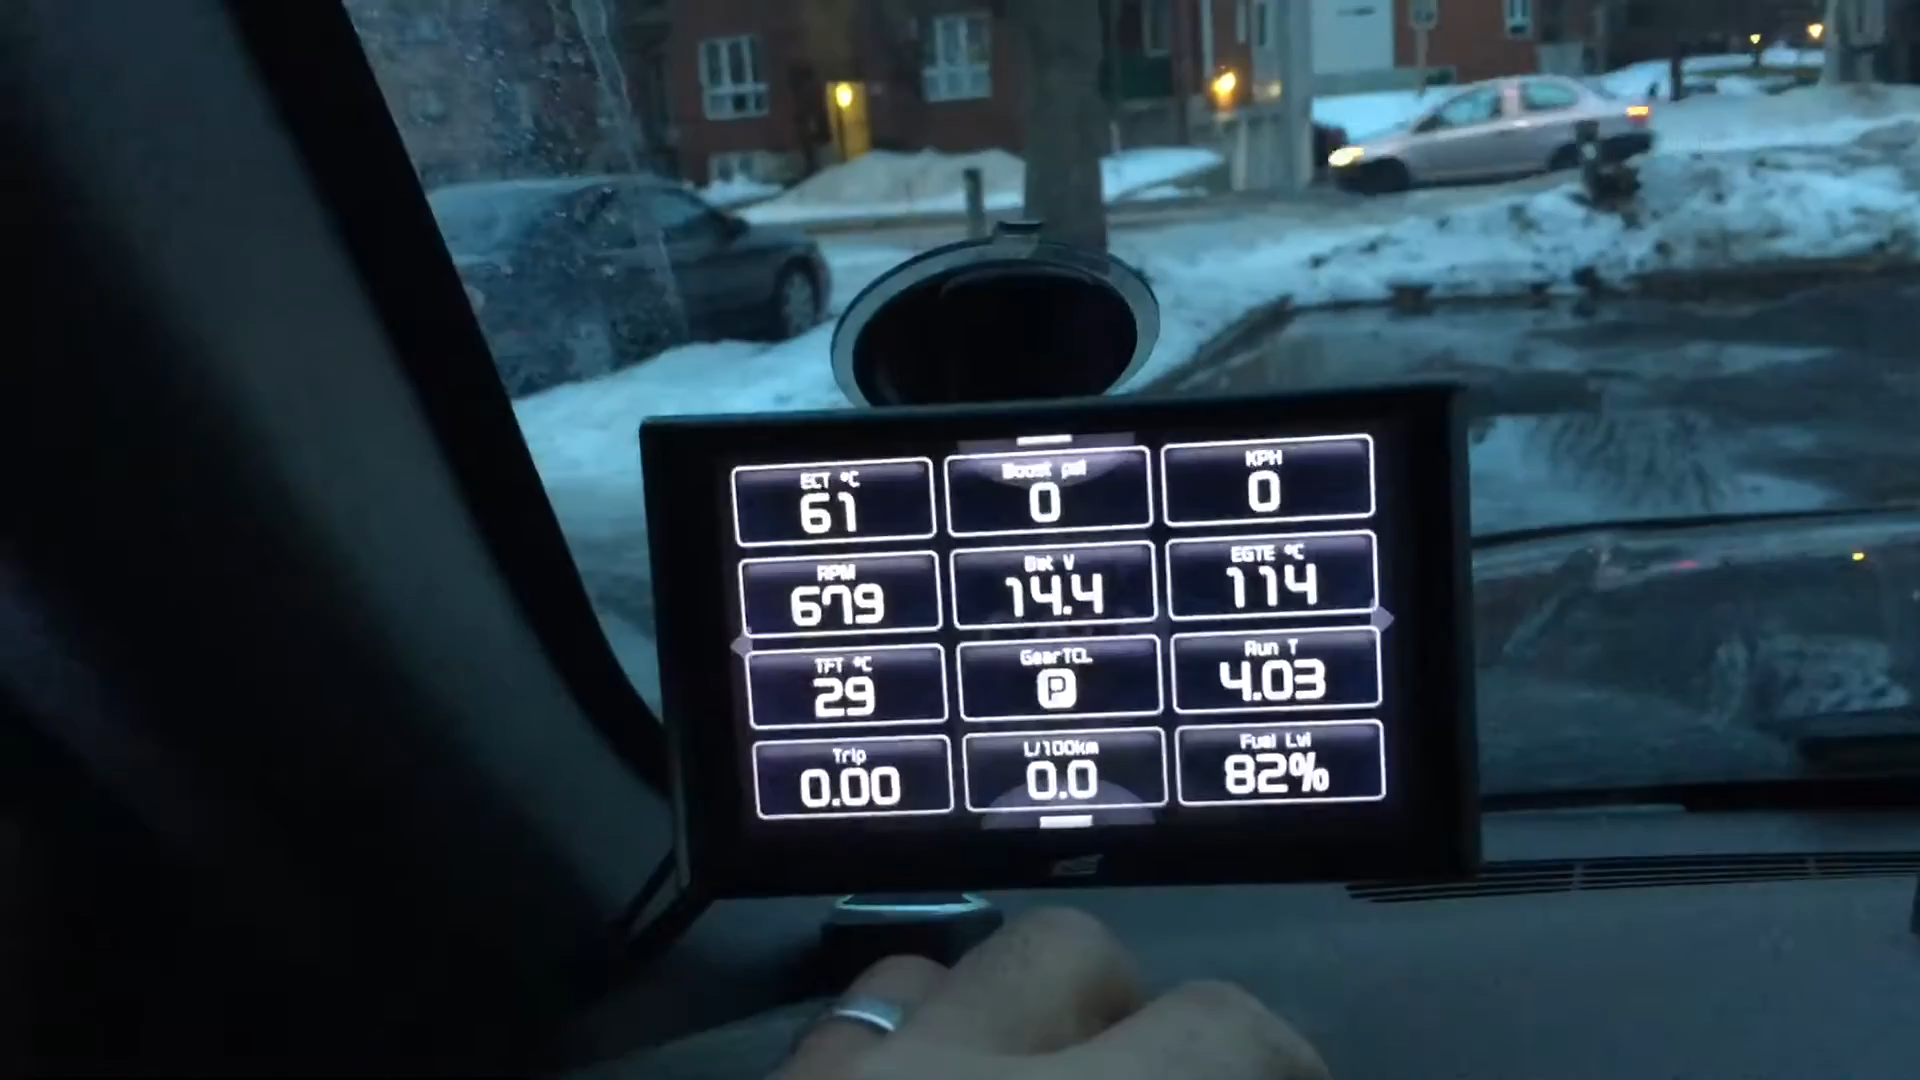 ECT °C
61
Boost psi
0
KPH
0
RPM
679
Bat V
14.4
EGTE °C
114
TFT °C
29
GearTCL
P
Run T
4.03
Trip
0.00
L/100km
0.0
Fuel Lvl
82%